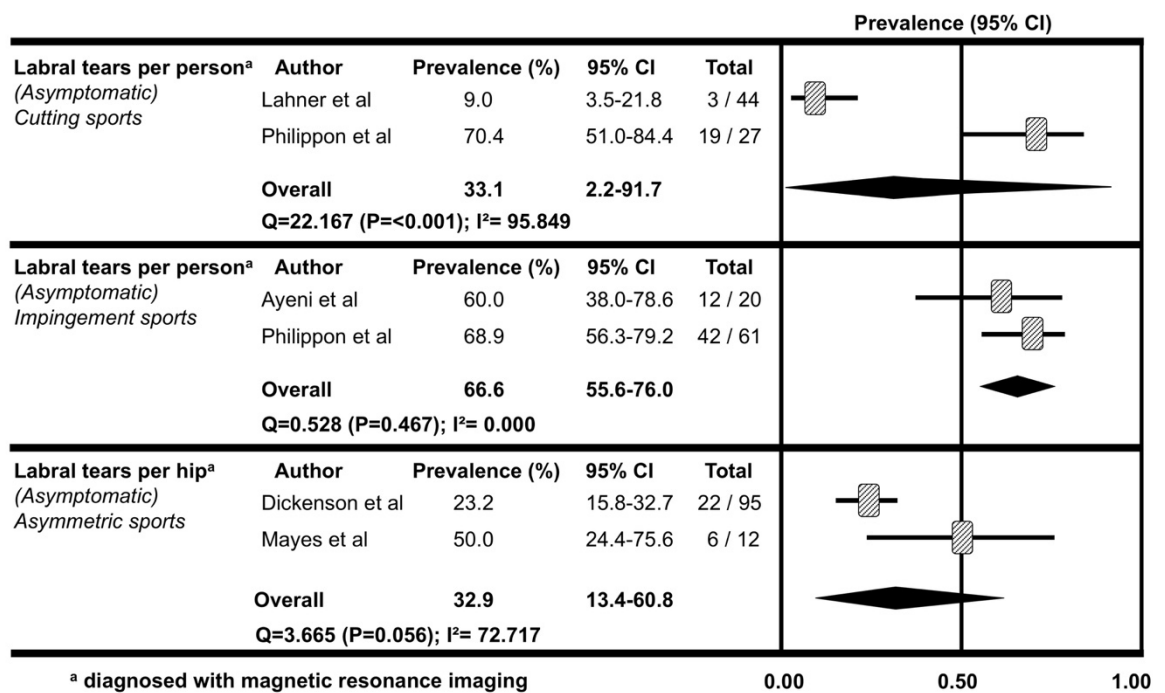 Prevalence (95% CI)
Labral tears per personᵃ Author Prevalence (%) 95% CI Total
(Asymptomatic) Lahner et al 9.0 3.5-21.8 3 / 44
Cutting sports Philippon et al 70.4 51.0-84.4 19 / 27
Overall 33.1 2.2-91.7
Q=22.167 (P=<0.001); I²= 95.849
Labral tears per personᵃ Author Prevalence (%) 95% CI Total
(Asymptomatic) Ayeni et al 60.0 38.0-78.6 12 / 20
Impingement sports Philippon et al 68.9 56.3-79.2 42 / 61
Overall 66.6 55.6-76.0
Q=0.528 (P=0.467); I²= 0.000
Labral tears per hipᵃ Author Prevalence (%) 95% CI Total
(Asymptomatic) Dickenson et al 23.2 15.8-32.7 22 / 95
Asymmetric sports Mayes et al 50.0 24.4-75.6 6 / 12
Overall 32.9 13.4-60.8
Q=3.665 (P=0.056); I²= 72.717
ᵃ diagnosed with magnetic resonance imaging 0.00 0.50 1.00